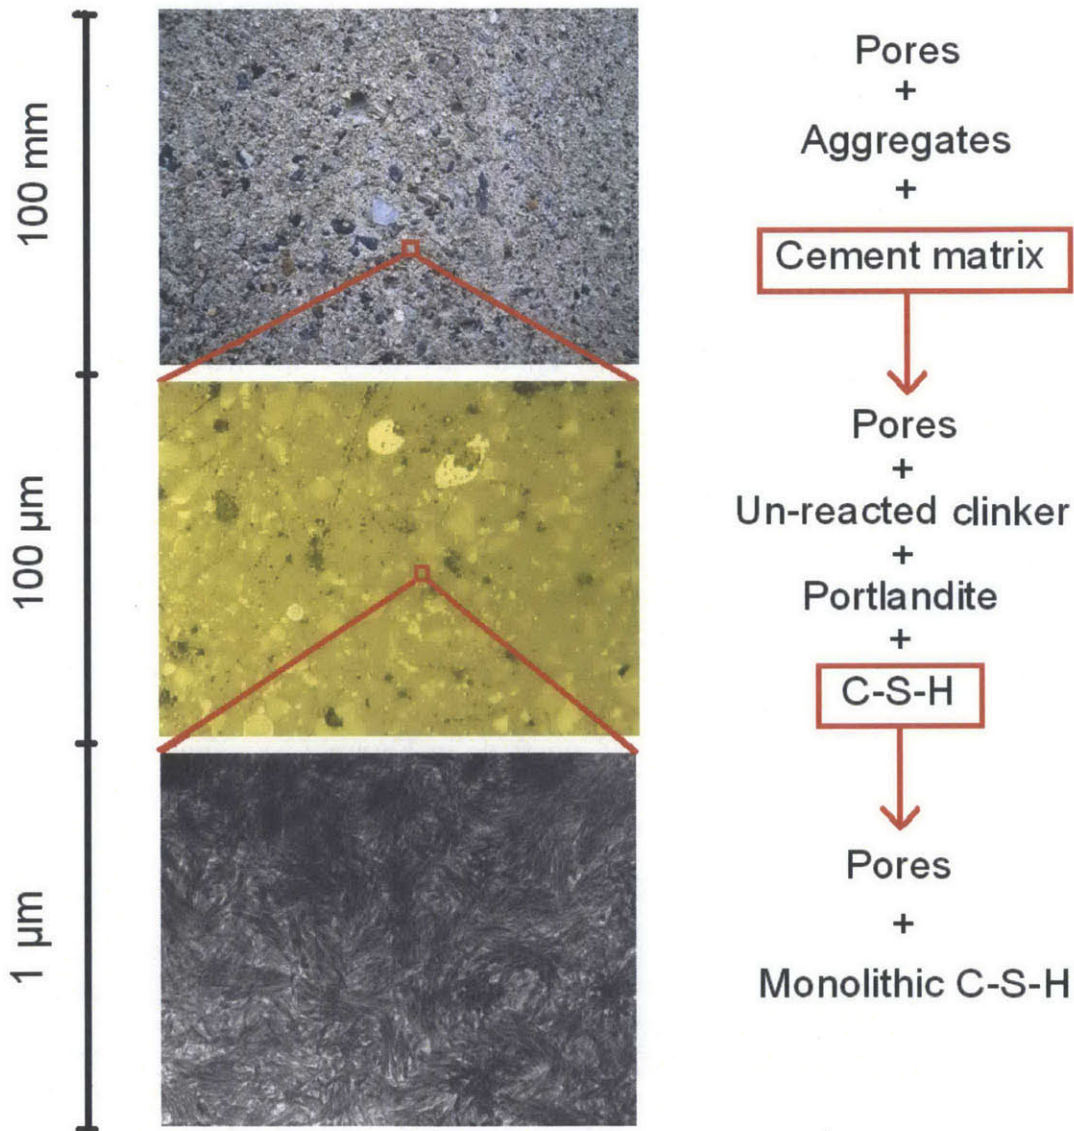 100 mm
Pores
+
Aggregates
+
Cement matrix
100 µm
Pores
+
Un-reacted clinker
+
Portlandite
+
C-S-H
1 µm
Pores
+
Monolithic C-S-H